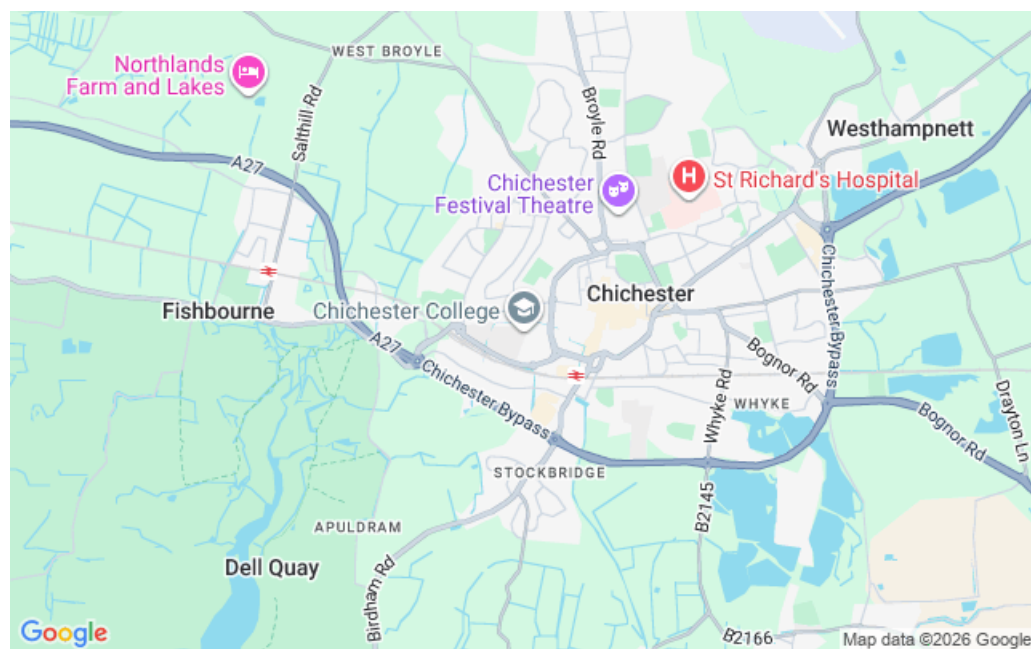 WEST BROYLE
Northlands
Farm and Lakes
Salthill Rd
Broyle Rd
Westhampnett
A27
Chichester
Festival Theatre
H
St Richard's Hospital
Chichester Bypass
Fishbourne
Chichester College
Chichester
A27
Chichester Bypass
Bognor Rd
Whyke Rd
WHYKE
Drayton Ln
Bognor Rd
STOCKBRIDGE
B2145
APULDRAM
Dell Quay
Birdham Rd
B2166
Google
Map data ©2026 Google